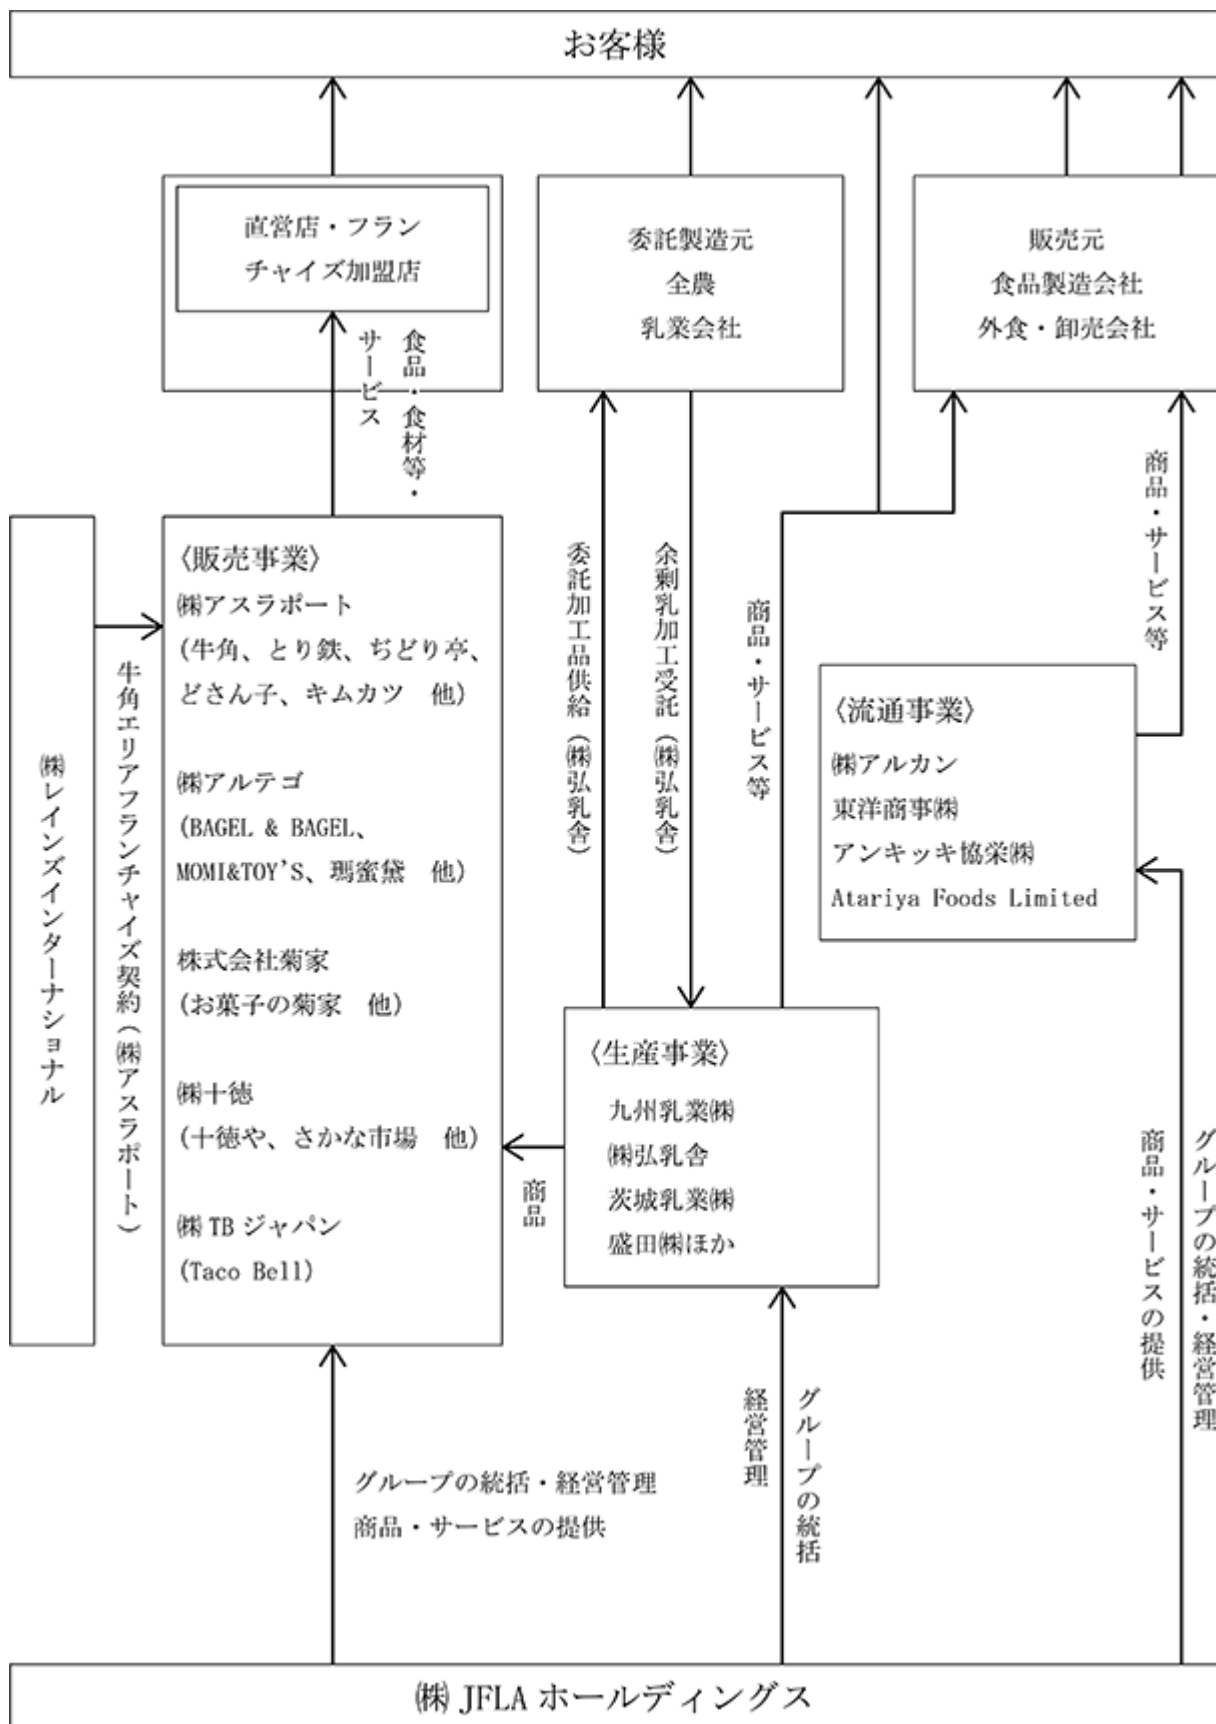 お客様
直営店・フラン
チャイズ加盟店
委託製造元
全農
乳業会社
販売元
食品製造会社
外食・卸売会社
食品・食材等・
サービス
委託加工品供給（㈱弘乳舎）
余剰乳加工受託（㈱弘乳舎）
商品・サービス等
商品・サービス等
㈱レインズインターナショナル
牛角エリアフランチャイズ契約（㈱アスラポート）
〈販売事業〉
㈱アスラポート
(牛角、とり鉄、ぢどり亭、
どさん子、キムカツ　他)
㈱アルテゴ
(BAGEL & BAGEL、
MOMI&TOY'S、瑪蜜黛　他)
株式会社菊家
(お菓子の菊家　他)
㈱十徳
(十徳や、さかな市場　他)
㈱TBジャパン
(Taco Bell)
〈流通事業〉
㈱アルカン
東洋商事㈱
アンキッキ協栄㈱
Atariya Foods Limited
〈生産事業〉
九州乳業㈱
㈱弘乳舎
茨城乳業㈱
盛田㈱ほか
商品
グループの統括・経営管理
商品・サービスの提供
グループの統括
経営管理
グループの統括・経営管理
商品・サービスの提供
㈱ JFLA ホールディングス